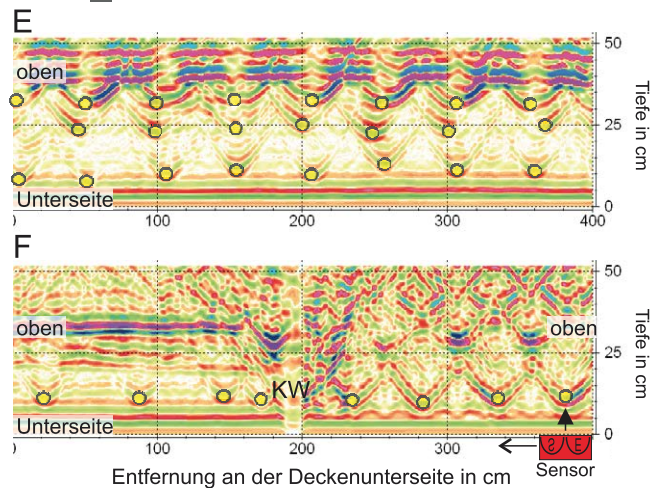 E
50
oben
25
Unterseite
0
0 100 200 300 400
Tiefe in cm
F
50
oben
oben
25
KW
Unterseite
0
0 100 200 300
S E
Sensor
Tiefe in cm
Entfernung an der Deckenunterseite in cm